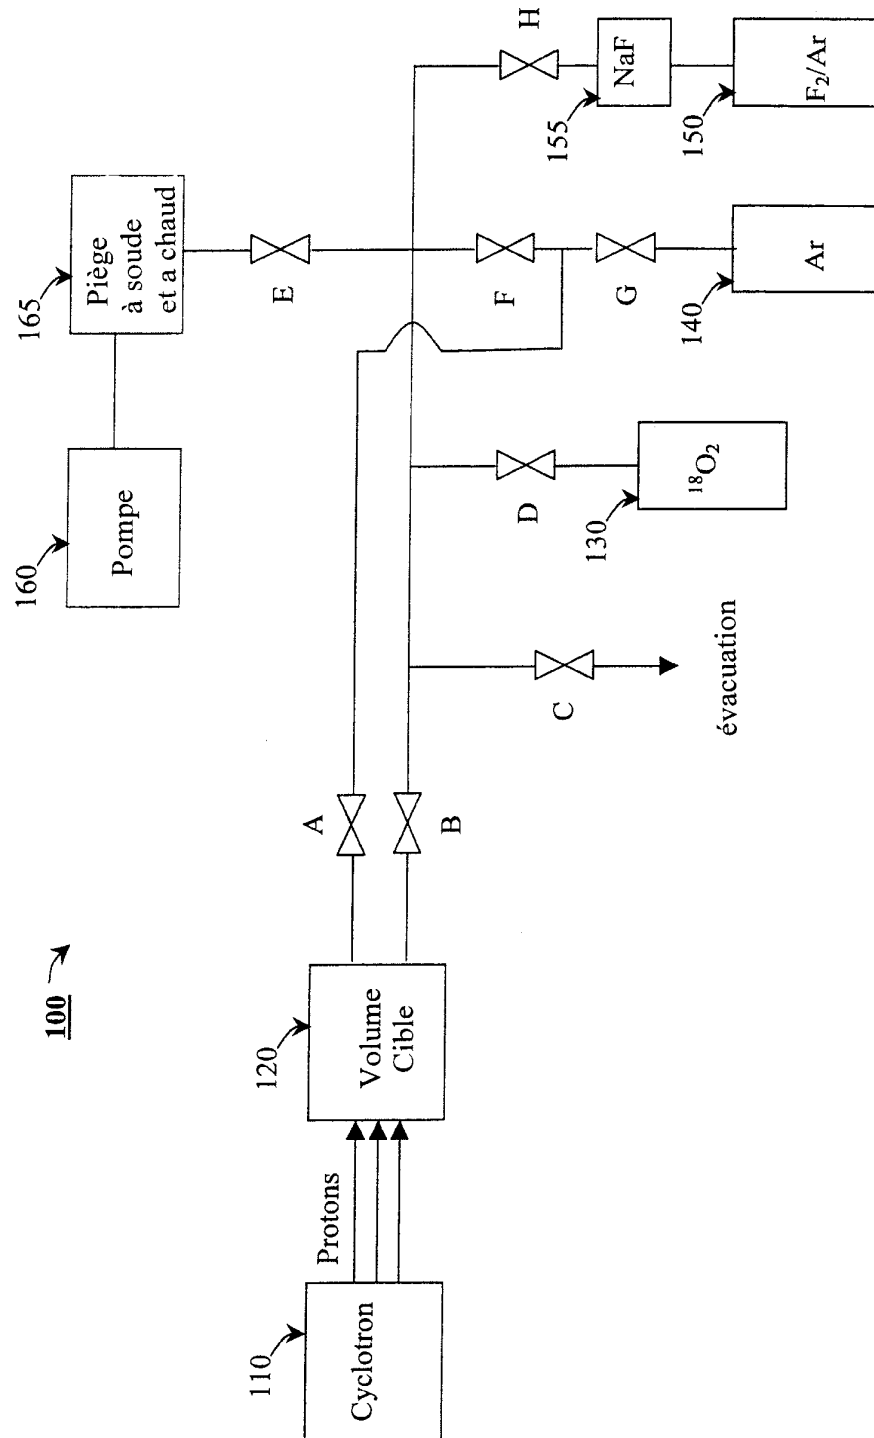 100
110
Cyclotron
Protons
120
Volume
Cible
A
B
C
évacuation
160
Pompe
165
Piège
à soude
et a chaud
E
D
130
¹⁸O₂
F
G
140
Ar
H
155
NaF
150
F₂/Ar